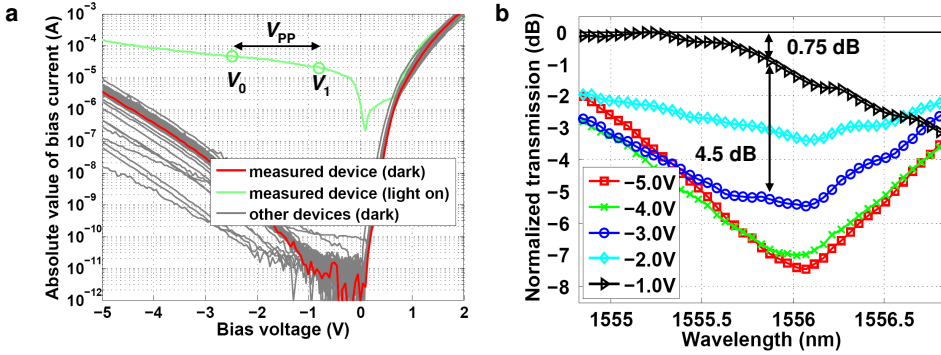 a
Absolute value of bias current (A)
10⁻³
10⁻⁴
10⁻⁵
10⁻⁶
10⁻⁷
10⁻⁸
10⁻⁹
10⁻¹⁰
10⁻¹¹
10⁻¹²
V_PP
V₀
V₁
measured device (dark)
measured device (light on)
other devices (dark)
−5 −4 −3 −2 −1 0 1 2
Bias voltage (V)
b
Normalized transmission (dB)
0
−1
−2
−3
−4
−5
−6
−7
−8
0.75 dB
4.5 dB
−5.0V
−4.0V
−3.0V
−2.0V
−1.0V
1555 1555.5 1556 1556.5
Wavelength (nm)